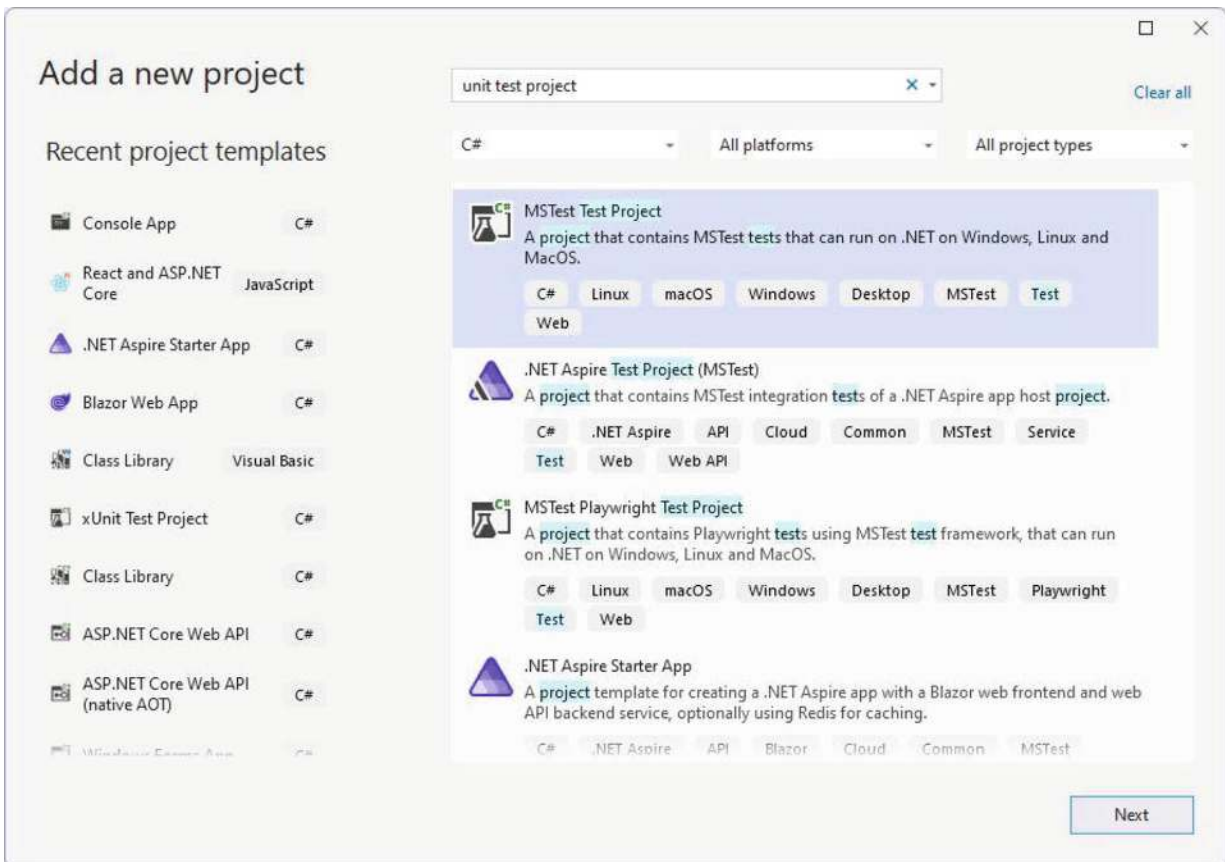 Add a new project
unit test project
Clear all
Recent project templates
C#
All platforms
All project types
Console App C#
React and ASP.NET
Core
JavaScript
.NET Aspire Starter App C#
Blazor Web App C#
Class Library Visual Basic
xUnit Test Project C#
Class Library C#
ASP.NET Core Web API C#
ASP.NET Core Web API
(native AOT)
C#
Windows Forms App C#
MSTest Test Project
A project that contains MSTest tests that can run on .NET on Windows, Linux and
MacOS.
C# Linux macOS Windows Desktop MSTest Test
Web
.NET Aspire Test Project (MSTest)
A project that contains MSTest integration tests of a .NET Aspire app host project.
C# .NET Aspire API Cloud Common MSTest Service
Test Web Web API
MSTest Playwright Test Project
A project that contains Playwright tests using MSTest test framework, that can run
on .NET on Windows, Linux and MacOS.
C# Linux macOS Windows Desktop MSTest Playwright
Test Web
.NET Aspire Starter App
A project template for creating a .NET Aspire app with a Blazor web frontend and web
API backend service, optionally using Redis for caching.
C# .NET Aspire API Blazor Cloud Common MSTest
Next